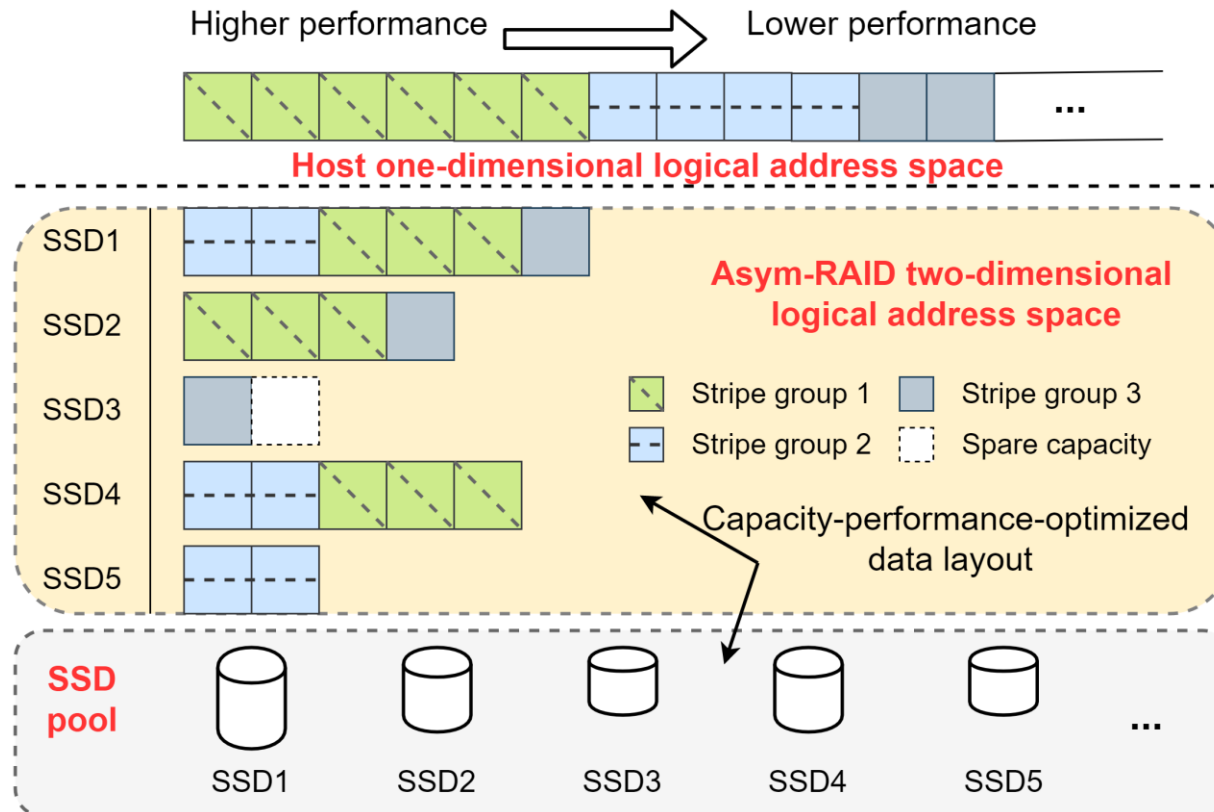 Higher performance
Lower performance
...
Host one-dimensional logical address space
SSD1
SSD2
SSD3
SSD4
SSD5
Asym-RAID two-dimensional
logical address space
Stripe group 1
Stripe group 3
Stripe group 2
Spare capacity
Capacity-performance-optimized
data layout
SSD
pool
...
SSD1
SSD2
SSD3
SSD4
SSD5